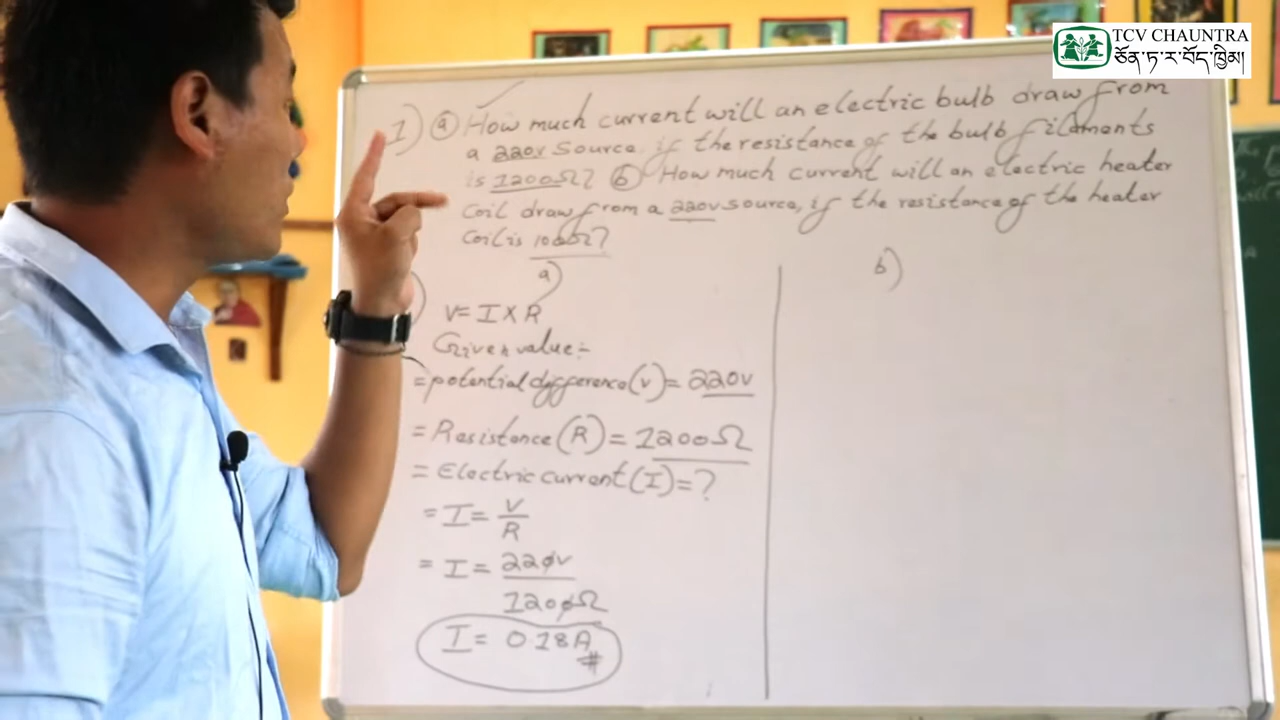 TCV CHAUNTRA
ཅོན་ཏ་ར་བོད་ཁྱིམ།
1) ⓐ How much current will an electric bulb draw from
a 220v source, if the resistance of the bulb filaments
is 1200Ω? ⓑ How much current will an electric heater
Coil draw from a 220v source, if the resistance of the heater
Coil is 100Ω?
a)
V= I X R
Given value:-
= potential difference (V) = 220v
= Resistance (R) = 1200Ω
= Electric current (I) = ?
= I = V/R
= I = 220v
1200Ω
I = 0.18A #
b)